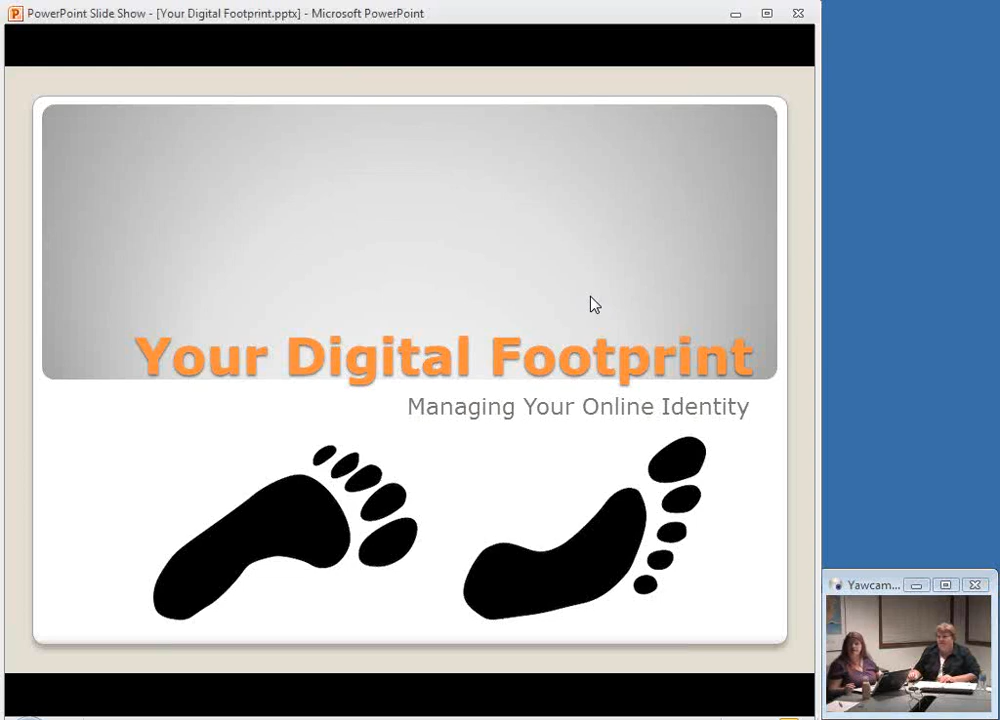 PowerPoint Slide Show - [Your Digital Footprint.pptx] - Microsoft PowerPoint
Your Digital Footprint
Managing Your Online Identity
Yawcam...